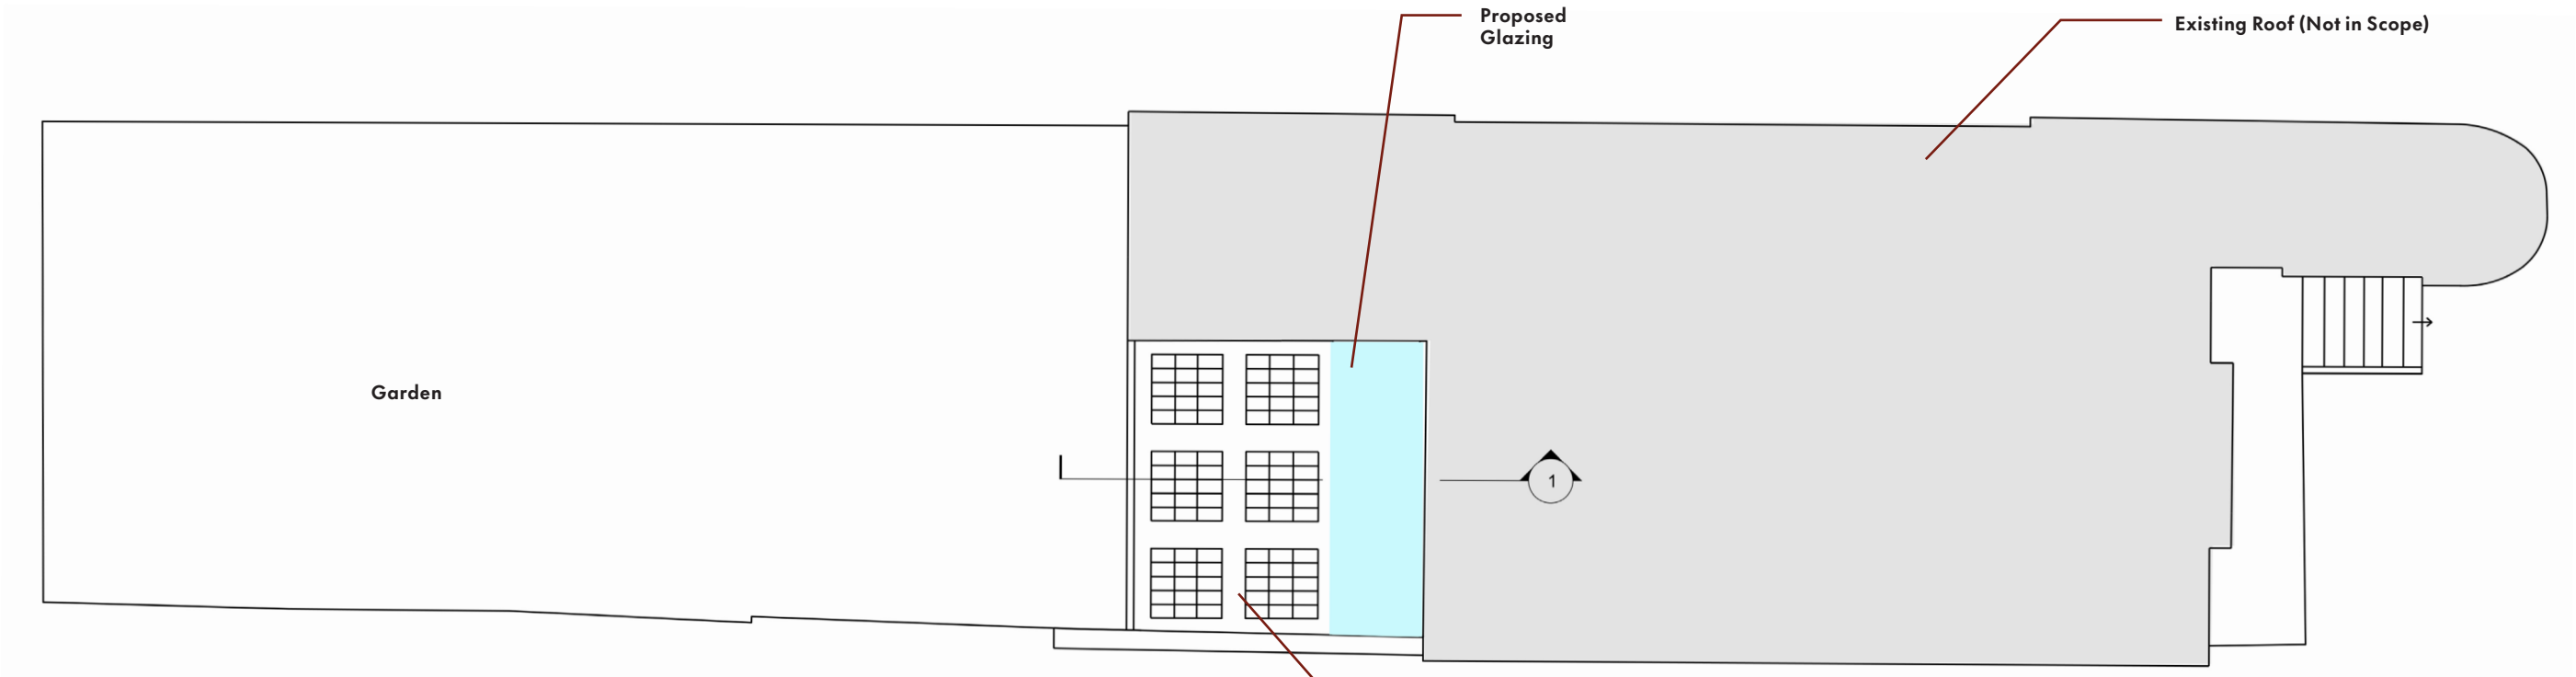 Proposed
Glazing
Existing Roof (Not in Scope)
Garden
1